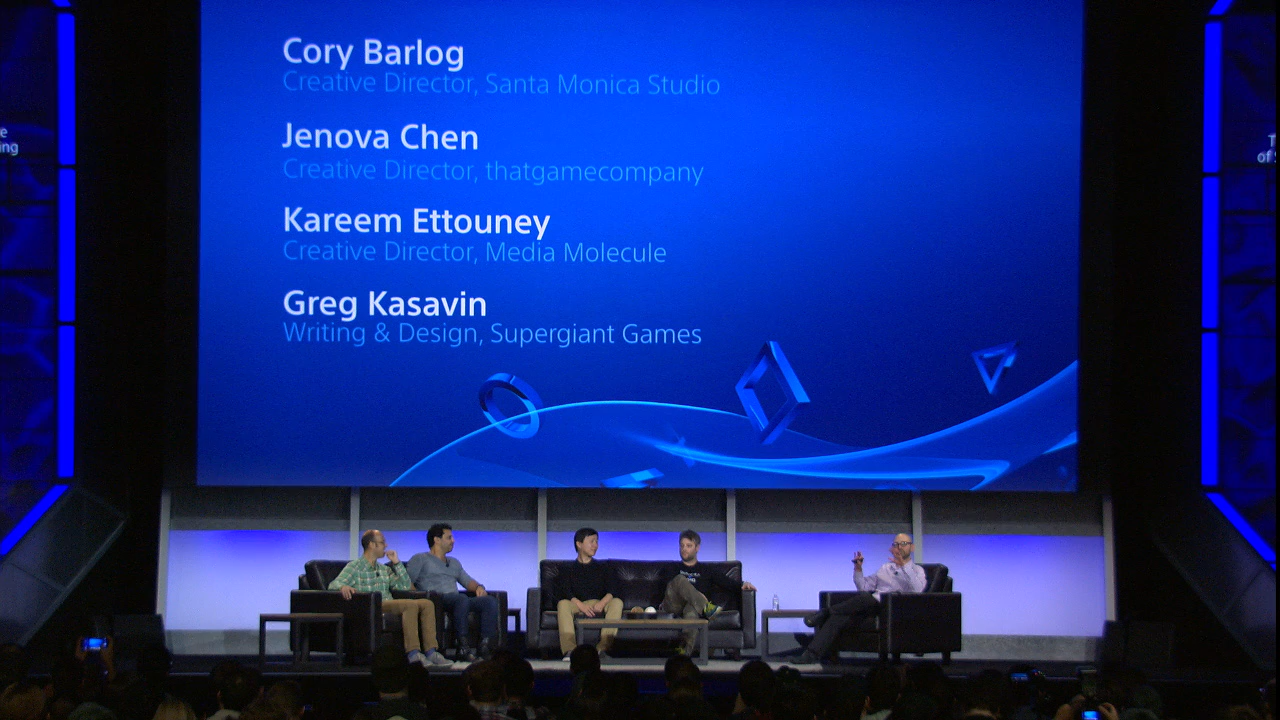 Cory Barlog
Creative Director, Santa Monica Studio
Jenova Chen
Creative Director, thatgamecompany
Kareem Ettouney
Creative Director, Media Molecule
Greg Kasavin
Writing & Design, Supergiant Games